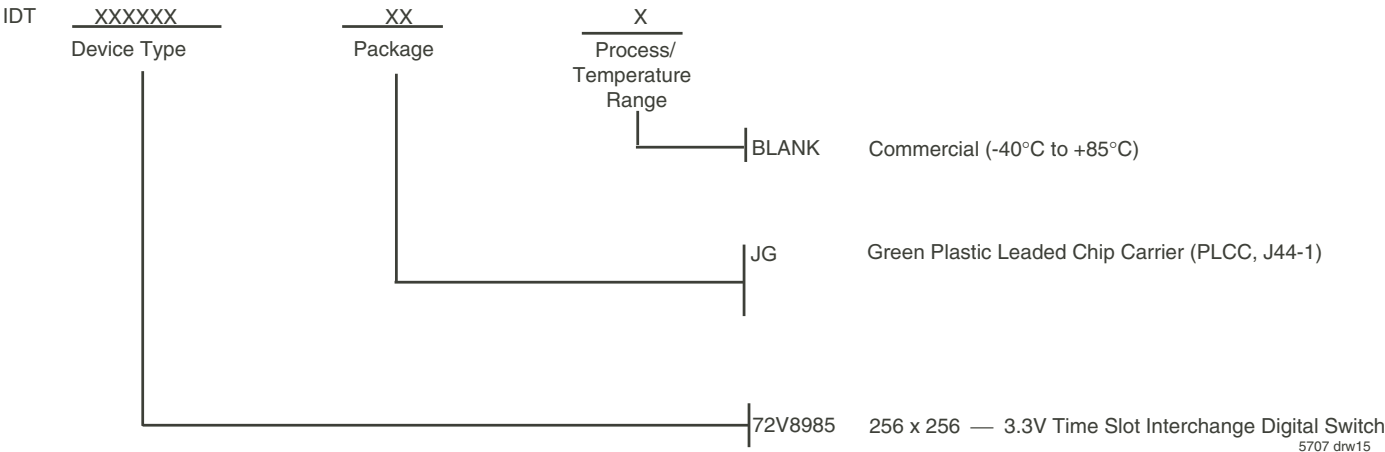 IDT XXXXXX XX X
Device Type Package Process/
Temperature
Range
BLANK Commercial (-40°C to +85°C)
JG Green Plastic Leaded Chip Carrier (PLCC, J44-1)
72V8985 256 x 256 — 3.3V Time Slot Interchange Digital Switch
5707 drw15